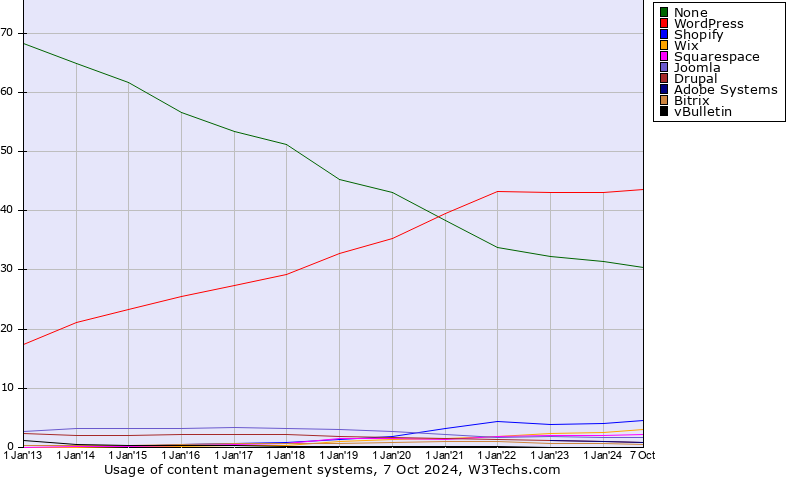 70
60
50
40
30
20
10
0
1 Jan'13 1 Jan'14 1 Jan'15 1 Jan'16 1 Jan'17 1 Jan'18 1 Jan'19 1 Jan'20 1 Jan'21 1 Jan'22 1 Jan'23 1 Jan'24 7 Oct
Usage of content management systems, 7 Oct 2024, W3Techs.com
None
WordPress
Shopify
Wix
Squarespace
Joomla
Drupal
Adobe Systems
Bitrix
vBulletin